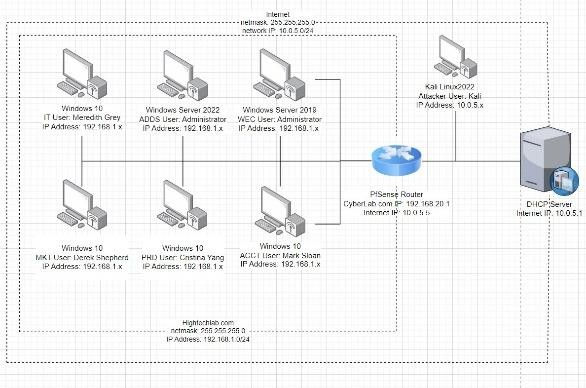 Internet
netmask: 255.255.255.0
network IP: 10.0.5.0/24
Windows 10
IT User: Meredith Grey
IP Address: 192.168.1.x
Windows Server 2022
ADDS User: Administrator
IP Address: 192.168.1.x
Windows Server 2019
WEC User: Administrator
IP Address: 192.168.1.x
Kali Linux2022
Attacker User: Kali
IP Address: 10.0.5.x
PfSense Router
CyberLab.com IP: 192.168.20.1
Internet IP: 10.0.5.5
DHCP Server
Internet IP: 10.0.5.1
Windows 10
MKT User: Derek Shepherd
IP Address: 192.168.1.x
Windows 10
PRD User: Cristina Yang
IP Address: 192.168.1.x
Windows 10
ACCT User: Mark Sloan
IP Address: 192.168.1.x
Hightechlab.com
netmask: 255.255.255.0
IP Address: 192.168.1.0/24